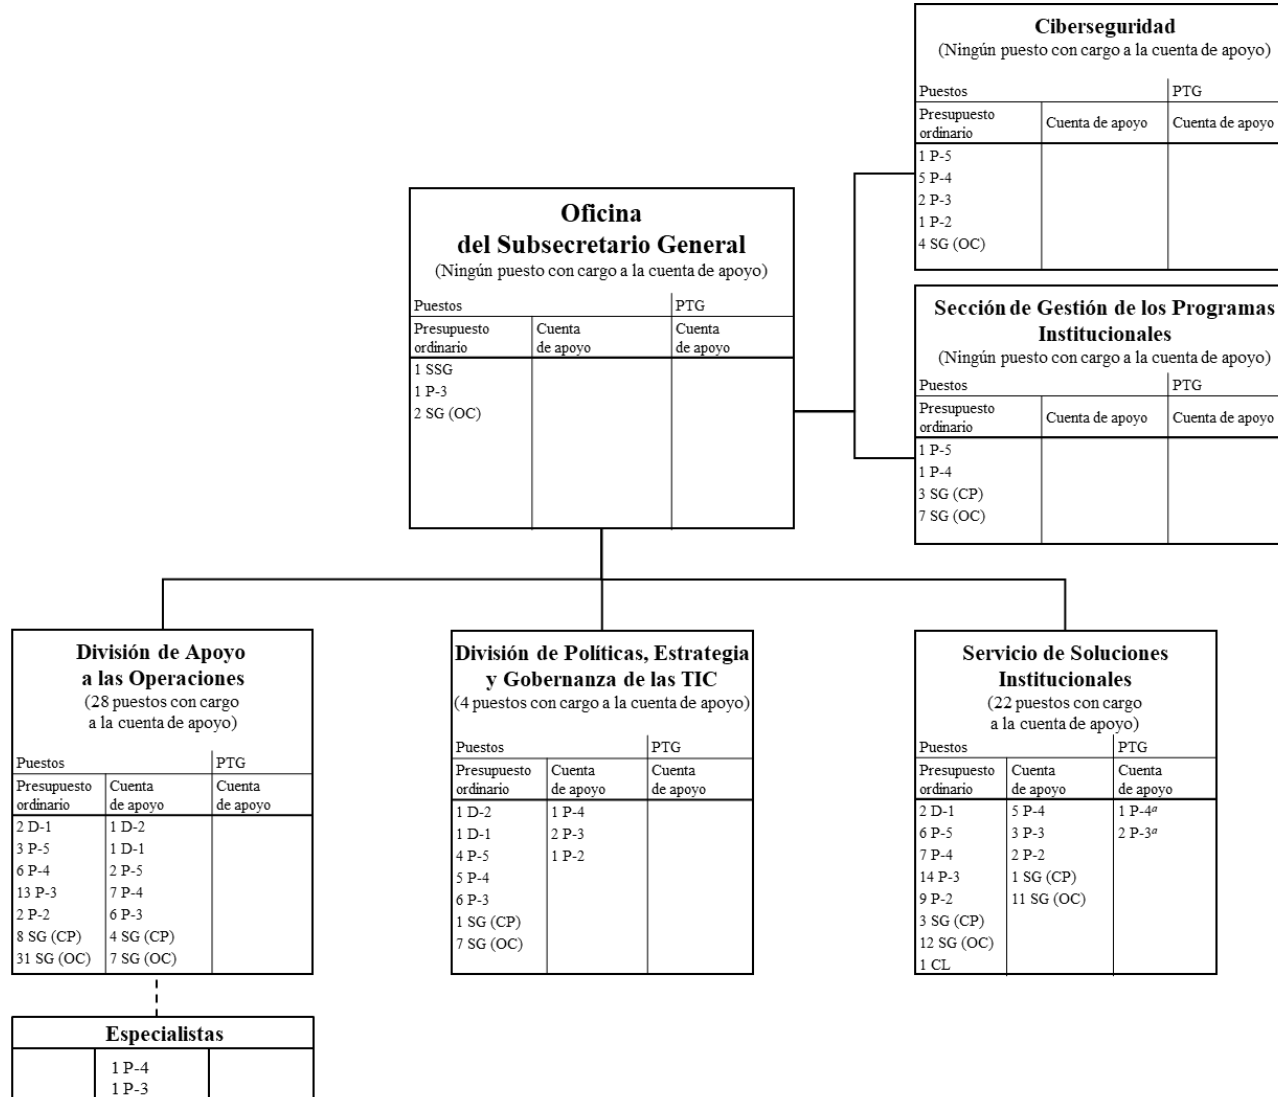 Ciberseguridad
(Ningún puesto con cargo a la cuenta de apoyo)
Puestos PTG
Presupuesto ordinario Cuenta de apoyo Cuenta de apoyo
1 P-5
5 P-4
2 P-3
1 P-2
4 SG (OC)
Oficina
del Subsecretario General
(Ningún puesto con cargo a la cuenta de apoyo)
Puestos PTG
Presupuesto Cuenta Cuenta
ordinario de apoyo de apoyo
1 SSG
1 P-3
2 SG (OC)
Sección de Gestión de los Programas
Institucionales
(Ningún puesto con cargo a la cuenta de apoyo)
Puestos PTG
Presupuesto ordinario Cuenta de apoyo Cuenta de apoyo
1 P-5
1 P-4
3 SG (CP)
7 SG (OC)
División de Apoyo
a las Operaciones
(28 puestos con cargo
a la cuenta de apoyo)
Puestos PTG
Presupuesto Cuenta Cuenta
ordinario de apoyo de apoyo
2 D-1 1 D-2
3 P-5 1 D-1
6 P-4 2 P-5
13 P-3 7 P-4
2 P-2 6 P-3
8 SG (CP) 4 SG (CP)
31 SG (OC) 7 SG (OC)
Especialistas
1 P-4
1 P-3
División de Políticas, Estrategia
y Gobernanza de las TIC
(4 puestos con cargo a la cuenta de apoyo)
Puestos PTG
Presupuesto Cuenta Cuenta
ordinario de apoyo de apoyo
1 D-2 1 P-4
1 D-1 2 P-3
4 P-5 1 P-2
5 P-4
6 P-3
1 SG (CP)
7 SG (OC)
Servicio de Soluciones
Institucionales
(22 puestos con cargo
a la cuenta de apoyo)
Puestos PTG
Presupuesto Cuenta Cuenta
ordinario de apoyo de apoyo
2 D-1 5 P-4 1 P-4ª
6 P-5 3 P-3 2 P-3ª
7 P-4 2 P-2
14 P-3 1 SG (CP)
9 P-2 11 SG (OC)
3 SG (CP)
12 SG (OC)
1 CL